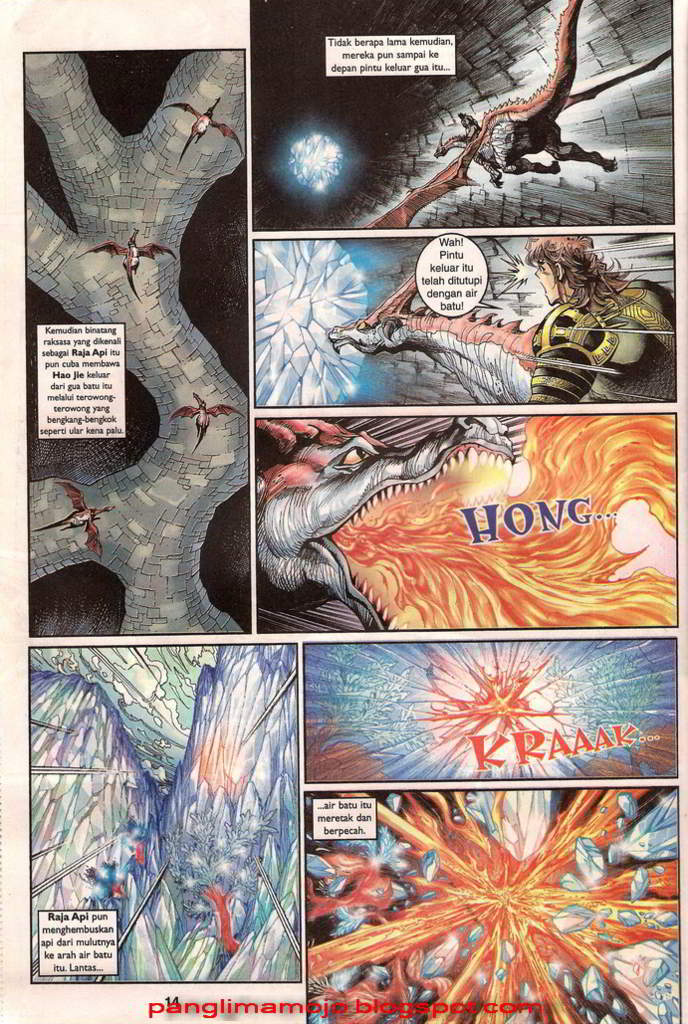 Kemudian binatang
raksasa yang dikenali
sebagai Raja Api itu
pun cuba membawa
Hao Jie keluar
dari gua batu itu
melalui terowong-
terowong yang
bengkang-bengkok
seperti ular kena palu.
Tidak berapa lama kemudian,
mereka pun sampai ke
depan pintu keluar gua itu...
Wah!
Pintu
keluar itu
telah ditutupi
dengan air
batu!
HONG...
Raja Api pun
menghembuskan
api dari mulutnya
ke arah air batu
itu. Lantas...
KRAAAK...
...air batu itu
meretak dan
berpecah.
14
panglimamojo.blogspot.com